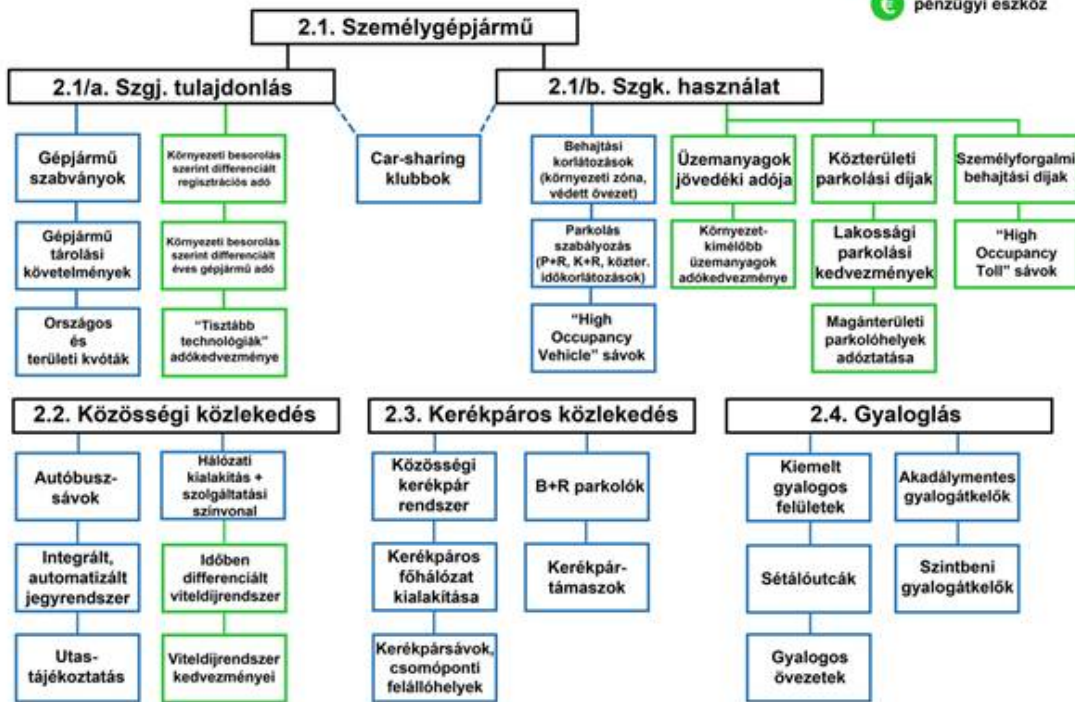 € pénzügyi eszköz
2.1. Személygépjármű
2.1/a. Szgj. tulajdonlás
2.1/b. Szgk. használat
Gépjármű
szabványok
Környezeti besorolás
szerint differenciált
regisztrációs adó
Car-sharing
klubbok
Behajtási
korlátozások
(környezeti zóna,
védett övezet)
Üzemanyagok
jövedéki adója
Közterületi
parkolási díjak
Személyforgalmi
behajtási díjak
Gépjármű
tárolási
követelmények
Környezeti besorolás
szerint differenciált
éves gépjármű adó
Parkolás
szabályozás
(P+R, K+R, közter.
időkorlátozások)
Környezet-
kímélőbb
üzemanyagok
adókedvezménye
Lakossági
parkolási
kedvezmények
"High
Occupancy
Toll" sávok
Országos
és
területi kvóták
"Tisztább
technológiák"
adókedvezménye
"High
Occupancy
Vehicle" sávok
Magánterületi
parkolóhelyek
adóztatása
2.2. Közösségi közlekedés
2.3. Kerékpáros közlekedés
2.4. Gyaloglás
Autóbusz-
sávok
Hálózati
kialakítás +
szolgáltatási
színvonal
Közösségi
kerékpár
rendszer
B+R parkolók
Kiemelt
gyalogos
felületek
Akadálymentes
gyalogátkelők
Integrált,
automatizált
jegyrendszer
Időben
differenciált
viteldíjrendszer
Kerékpáros
főhálózat
kialakítása
Kerékpár-
támaszok
Sétálóutcák
Szintbeni
gyalogátkelők
Utas-
tájékoztatás
Viteldíjrendszer
kedvezményei
Kerékpársávok,
csomóponti
felállóhelyek
Gyalogos
övezetek